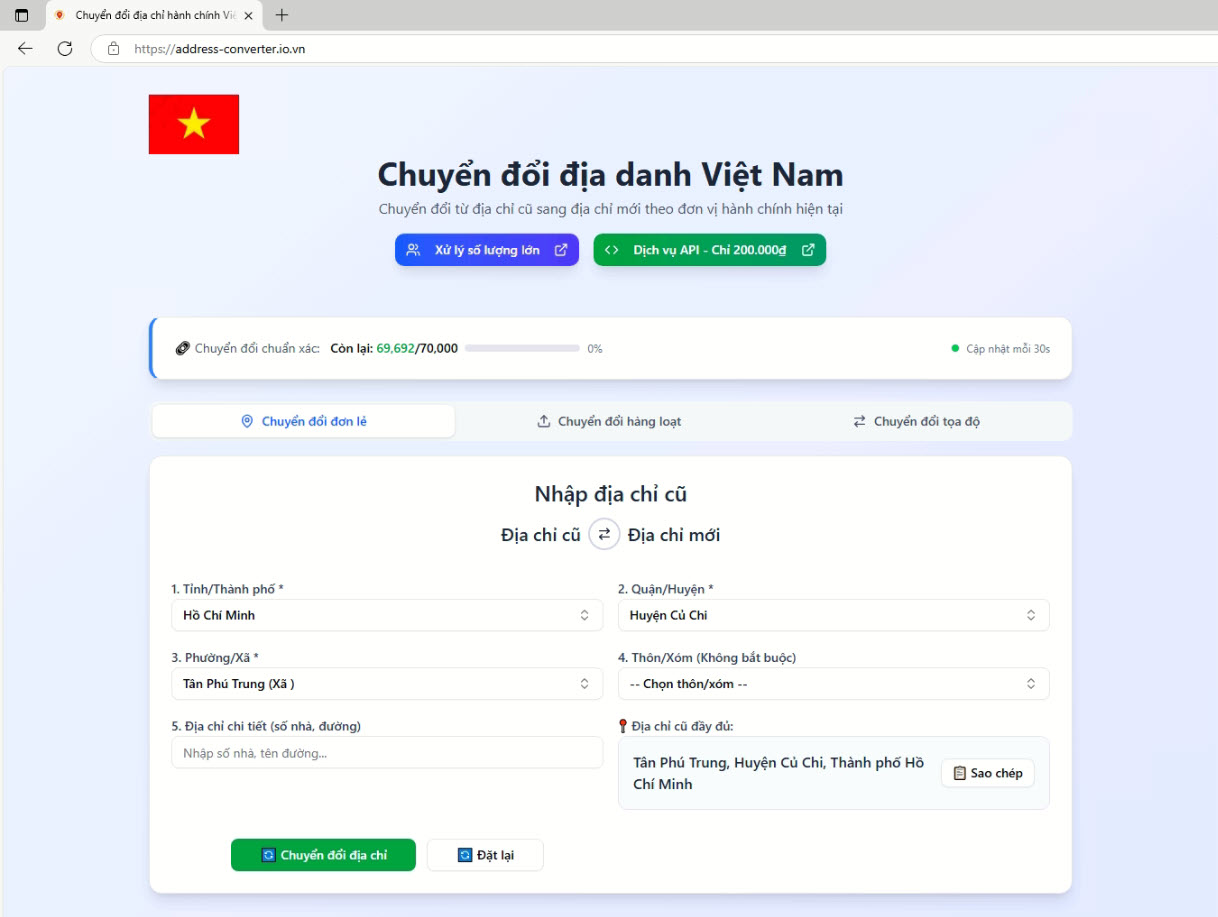 Chuyển đổi địa chỉ hành chính Việ
https://address-converter.io.vn
Chuyển đổi địa danh Việt Nam
Chuyển đổi từ địa chỉ cũ sang địa chỉ mới theo đơn vị hành chính hiện tại
Xử lý số lượng lớn
Dịch vụ API - Chỉ 200.000₫
Chuyển đổi chuẩn xác: Còn lại: 69,692/70,000 0%
Cập nhật mỗi 30s
Chuyển đổi đơn lẻ
Chuyển đổi hàng loạt
Chuyển đổi tọa độ
Nhập địa chỉ cũ
Địa chỉ cũ
Địa chỉ mới
1. Tỉnh/Thành phố *
2. Quận/Huyện *
Hồ Chí Minh
Huyện Củ Chi
3. Phường/Xã *
4. Thôn/Xóm (Không bắt buộc)
Tân Phú Trung (Xã )
-- Chọn thôn/xóm --
5. Địa chỉ chi tiết (số nhà, đường)
Địa chỉ cũ đầy đủ:
Nhập số nhà, tên đường...
Tân Phú Trung, Huyện Củ Chi, Thành phố Hồ
Chí Minh
Sao chép
Chuyển đổi địa chỉ
Đặt lại